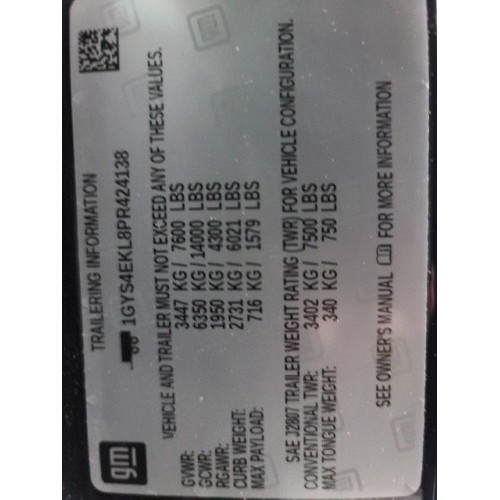 gm
TRAILERING INFORMATION
1GYS4EKL8PR424138
VEHICLE AND TRAILER MUST NOT EXCEED ANY OF THESE VALUES.
GVWR: 3447 KG/ 7600 LBS
GCWR: 6350 KG/ 14000 LBS
RGAWR: 1950 KG/ 4300 LBS
CURB WEIGHT: 2731 KG/ 6021 LBS
MAX PAYLOAD: 716 KG/ 1579 LBS
SAE J2807 TRAILER WEIGHT RATING (TWR) FOR VEHICLE CONFIGURATION.
CONVENTIONAL TWR: 3402 KG/ 7500 LBS
MAX TONGUE WEIGHT: 340 KG/ 750 LBS
SEE OWNER'S MANUAL FOR MORE INFORMATION